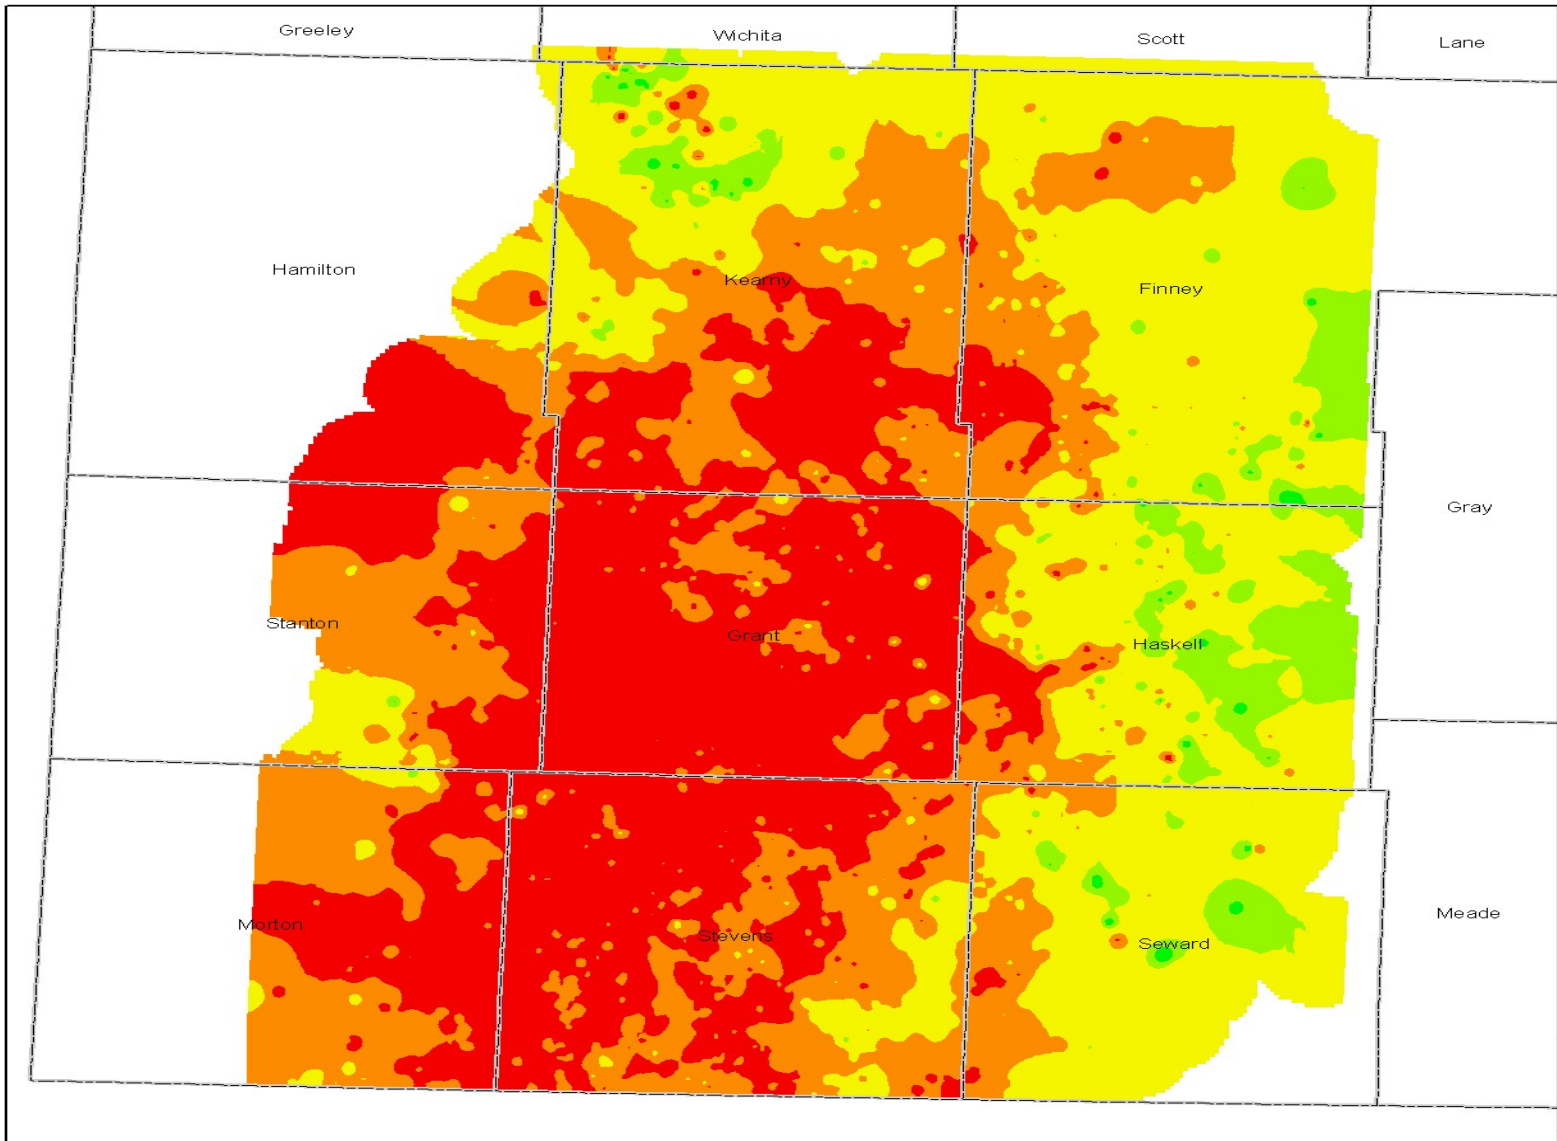 Greeley
Wichita
Scott
Lane
Hamilton
Kearny
Finney
Gray
Stanton
Grant
Haskell
Morton
Stevens
Seward
Meade